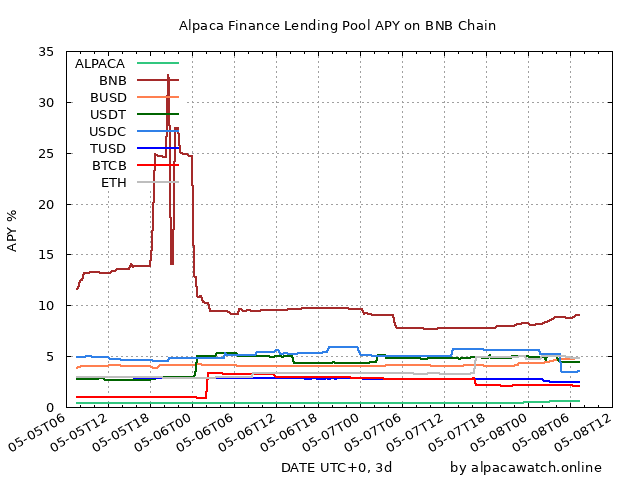 Alpaca Finance Lending Pool APY on BNB Chain
APY %
35
30
25
20
15
10
5
0
ALPACA
BNB
BUSD
USDT
USDC
TUSD
BTCB
ETH
05-05T06
05-05T12
05-05T18
05-06T00
05-06T06
05-06T12
05-06T18
05-07T00
05-07T06
05-07T12
05-07T18
05-08T00
05-08T06
05-08T12
DATE UTC+0, 3d
by alpacawatch.online